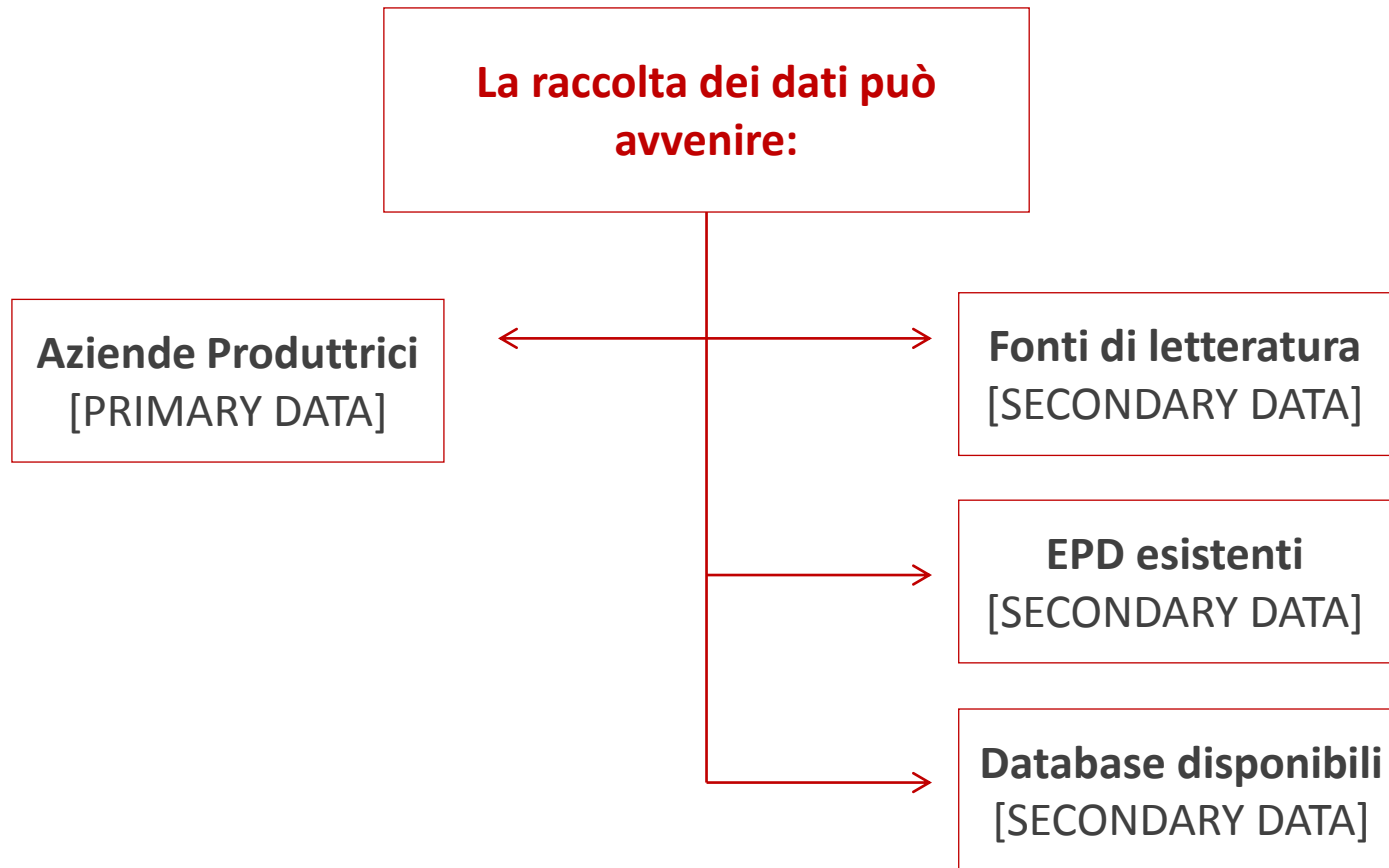 La raccolta dei dati può
avvenire:
Aziende Produttrici
[PRIMARY DATA]
Fonti di letteratura
[SECONDARY DATA]
EPD esistenti
[SECONDARY DATA]
Database disponibili
[SECONDARY DATA]